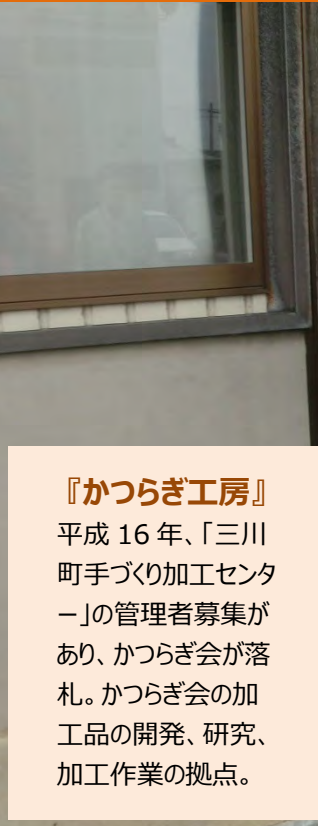 『かつらぎ工房』
平成 16 年、「三川
町手づくり加工センタ
ー」の管理者募集が
あり、かつらぎ会が落
札。かつらぎ会の加
工品の開発、研究、
加工作業の拠点。